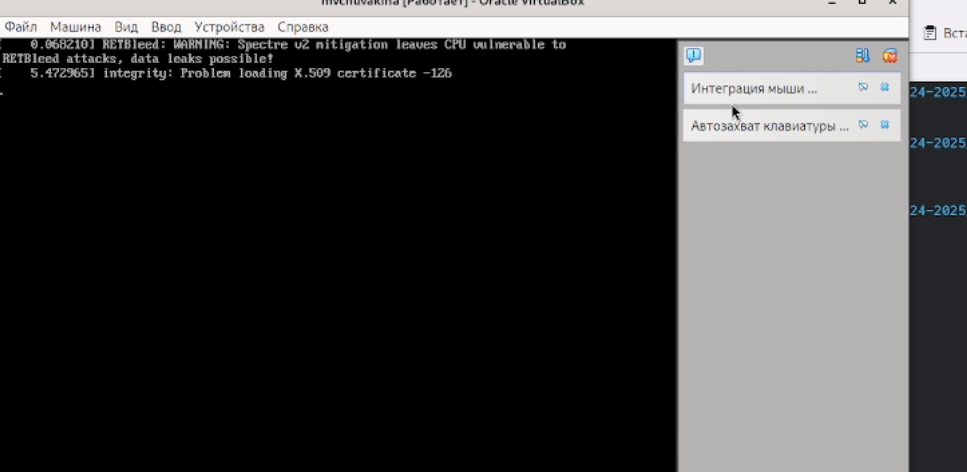 mvchuvakina [Работает] - Oracle VirtualBox
Файл Машина Вид Ввод Устройства Справка
[ 0.068210] RETBleed: WARNING: Spectre v2 mitigation leaves CPU vulnerable to
RETBleed attacks, data leaks possible!
[ 5.472965] integrity: Problem loading X.509 certificate -126
Интеграция мыши ...
Автозахват клавиатуры ...
Вста
24-2025
24-2025
24-2025